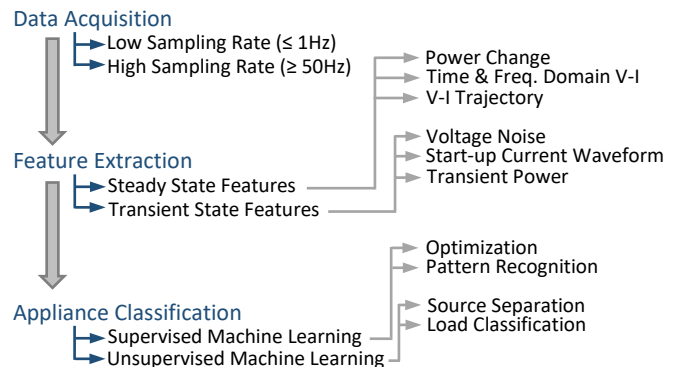 Data Acquisition
Low Sampling Rate (≤ 1Hz)
High Sampling Rate (≥ 50Hz)
Power Change
Time & Freq. Domain V-I
V-I Trajectory
Voltage Noise
Start-up Current Waveform
Transient Power
Feature Extraction
Steady State Features
Transient State Features
Optimization
Pattern Recognition
Source Separation
Load Classification
Appliance Classification
Supervised Machine Learning
Unsupervised Machine Learning